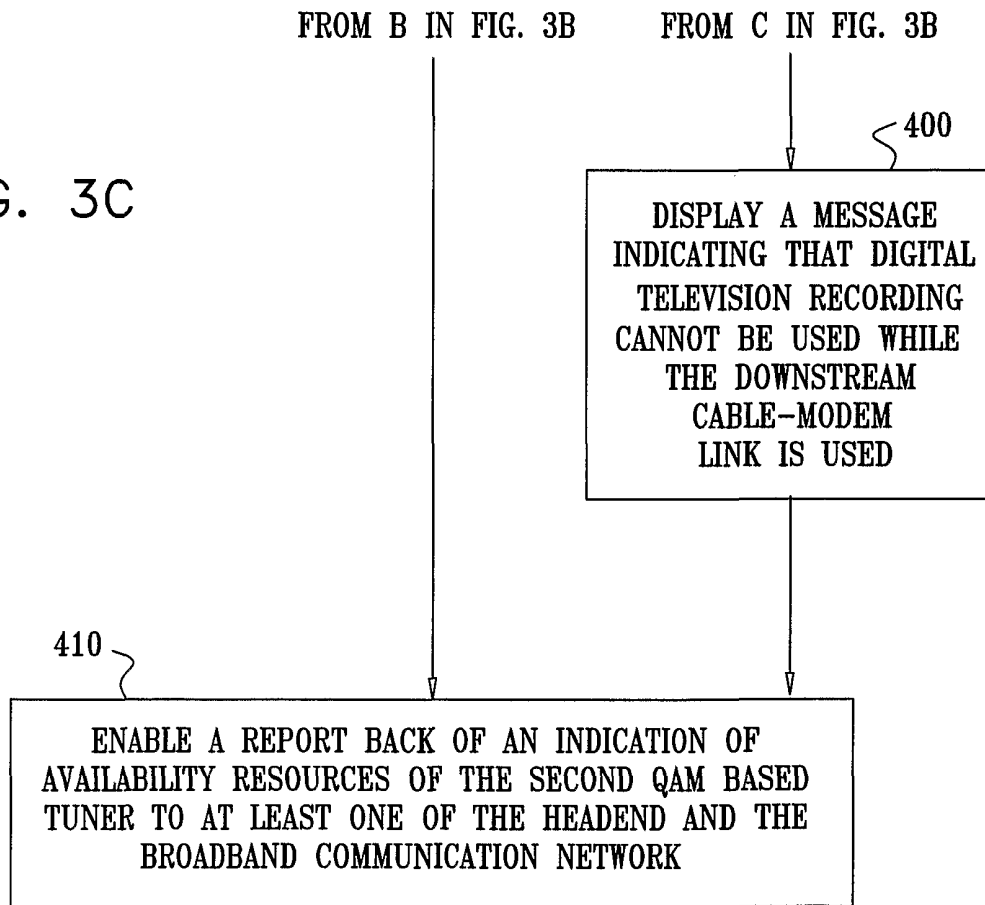 FROM B IN FIG. 3B
FROM C IN FIG. 3B
400
G. 3C
DISPLAY A MESSAGE
INDICATING THAT DIGITAL
TELEVISION RECORDING
CANNOT BE USED WHILE
THE DOWNSTREAM
CABLE-MODEM
LINK IS USED
410
ENABLE A REPORT BACK OF AN INDICATION OF
AVAILABILITY RESOURCES OF THE SECOND QAM BASED
TUNER TO AT LEAST ONE OF THE HEADEND AND THE
BROADBAND COMMUNICATION NETWORK